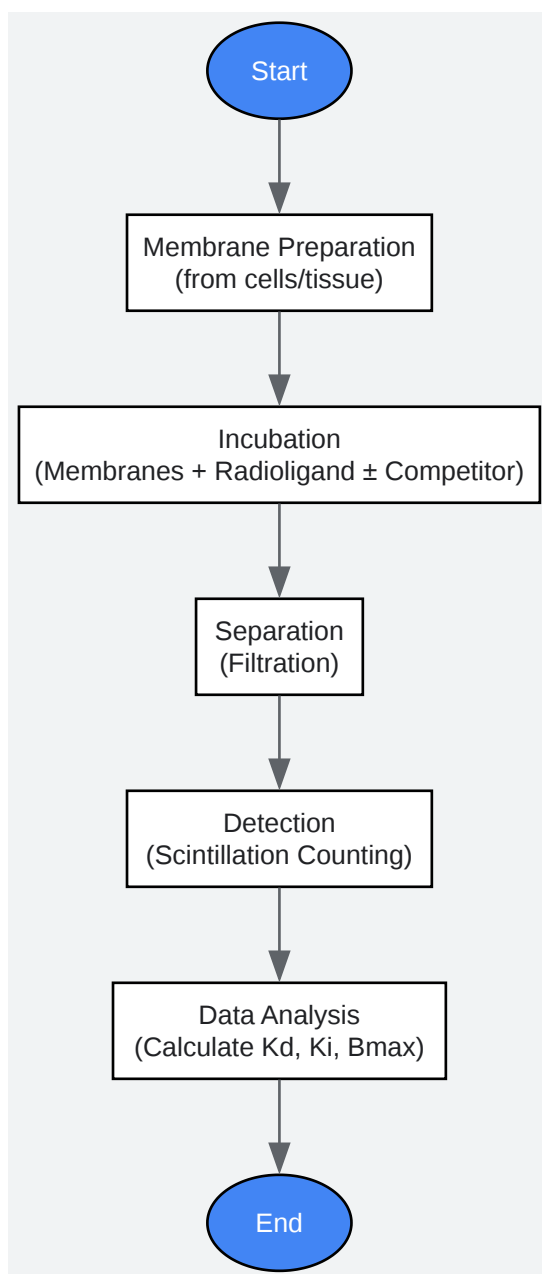 Start
Membrane Preparation
(from cells/tissue)
Incubation
(Membranes + Radioligand ± Competitor)
Separation
(Filtration)
Detection
(Scintillation Counting)
Data Analysis
(Calculate Kd, Ki, Bmax)
End